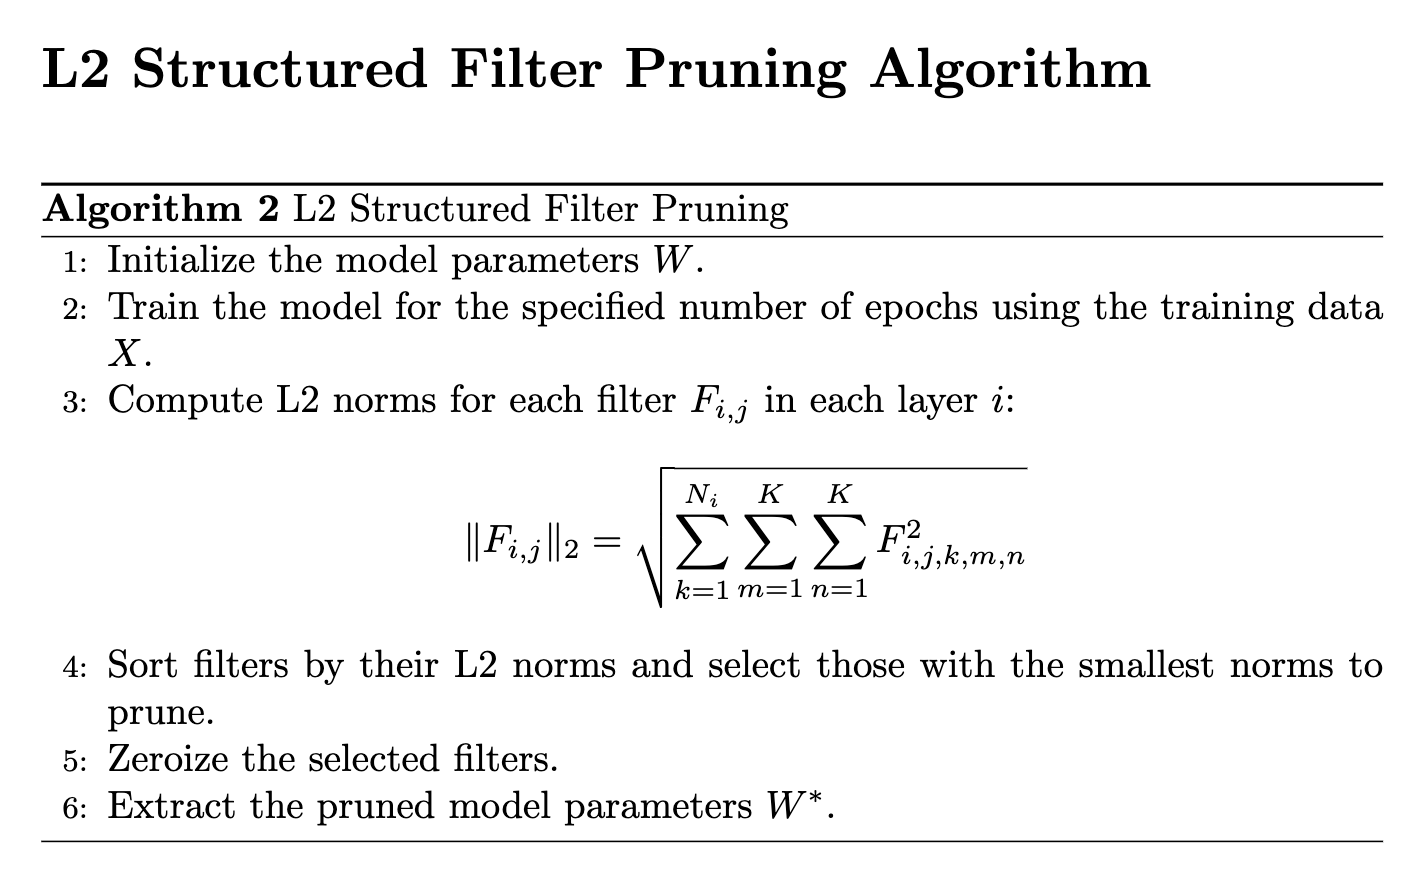 L2 Structured Filter Pruning Algorithm
Algorithm 2 L2 Structured Filter Pruning
1: Initialize the model parameters W.
2: Train the model for the specified number of epochs using the training data
X.
3: Compute L2 norms for each filter F_{i,j} in each layer i:
‖F_{i,j}‖_2 = \sqrt{\sum_{k=1}^{N_i} \sum_{m=1}^{K} \sum_{n=1}^{K} F_{i,j,k,m,n}^2}
4: Sort filters by their L2 norms and select those with the smallest norms to
prune.
5: Zeroize the selected filters.
6: Extract the pruned model parameters W*.